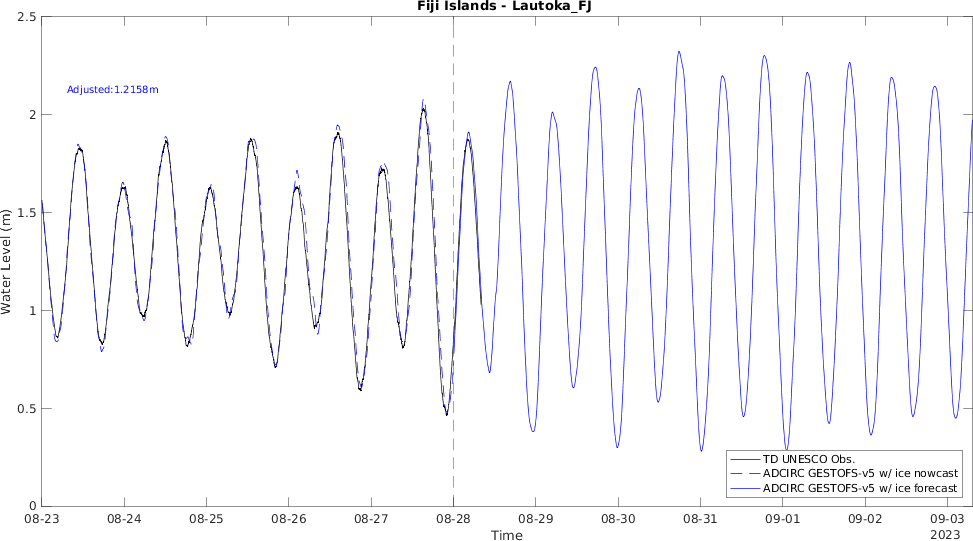 Fiji Islands - Lautoka_FJ
2.5
Adjusted:1.2158m
2
1.5
Water Level (m)
1
0.5
TD UNESCO Obs.
ADCIRC GESTOFS-v5 w/ ice nowcast
ADCIRC GESTOFS-v5 w/ ice forecast
0
08-23 08-24 08-25 08-26 08-27 08-28 08-29 08-30 08-31 09-01 09-02 09-03
Time
2023